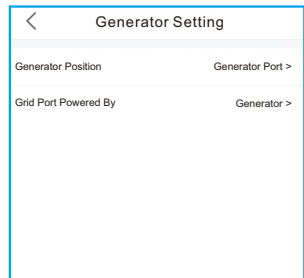 Generator Setting
Generator Position Generator Port >
Grid Port Powered By Generator >